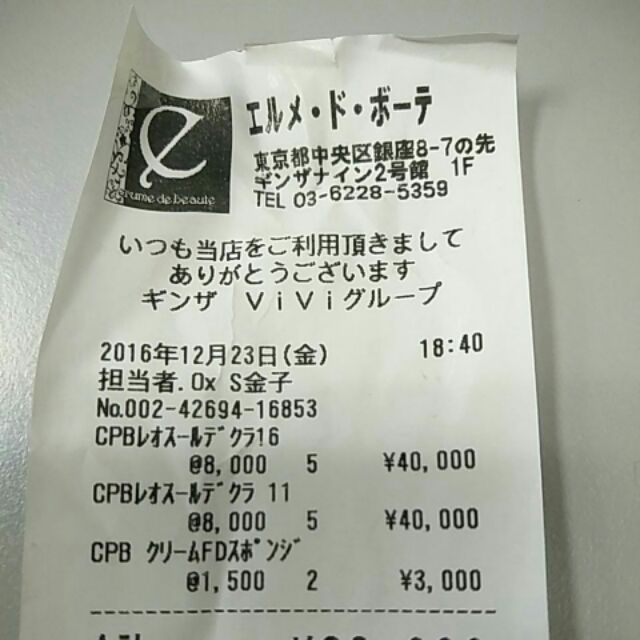 e
rume de beaute
エルメ・ド・ボーテ
東京都中央区銀座8-7の先
ギンザナイン2号館 1F
TEL 03-6228-5359
いつも当店をご利用頂きまして
ありがとうございます
ギンザ ViViグループ
2016年12月23日(金) 18:40
担当者.0x S金子
No.002-42694-16853
CPBレオスールデクラ16
@8,000 5 ¥40,000
CPBレオスールデクラ 11
@8,000 5 ¥40,000
CPB クリームFDスポンジ
@1,500 2 ¥3,000